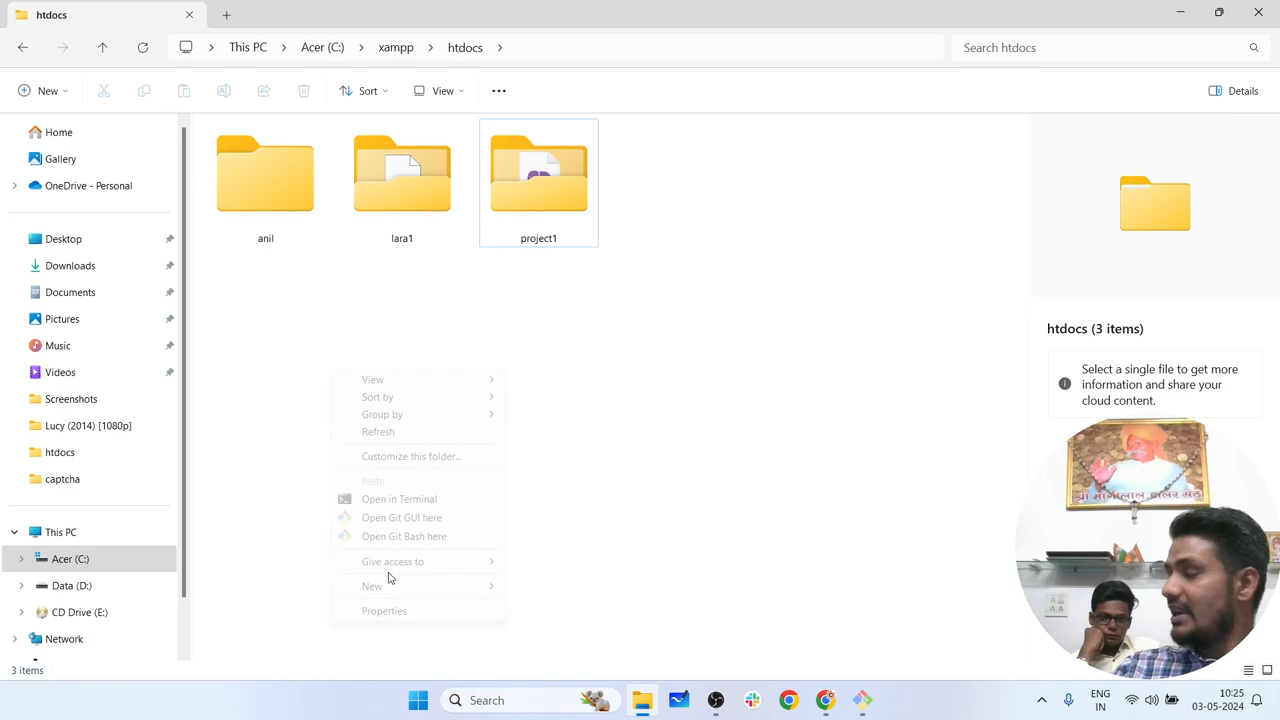 htdocs
This PC
Acer (C:)
xampp
htdocs
Search htdocs
New
Sort
View
Details
Home
Gallery
OneDrive - Personal
Desktop
Downloads
Documents
Pictures
Music
Videos
Screenshots
Lucy (2014) [1080p]
htdocs
captcha
This PC
Acer (C:)
Data (D:)
CD Drive (E:)
Network
3 items
anil
lara1
project1
View
Sort by
Group by
Refresh
Customize this folder...
Paste
Open in Terminal
Open Git GUI here
Open Git Bash here
Give access to
New
Properties
htdocs (3 items)
Select a single file to get more
information and share your
cloud content.
Search
ENG
IN
10:25
03-05-2024